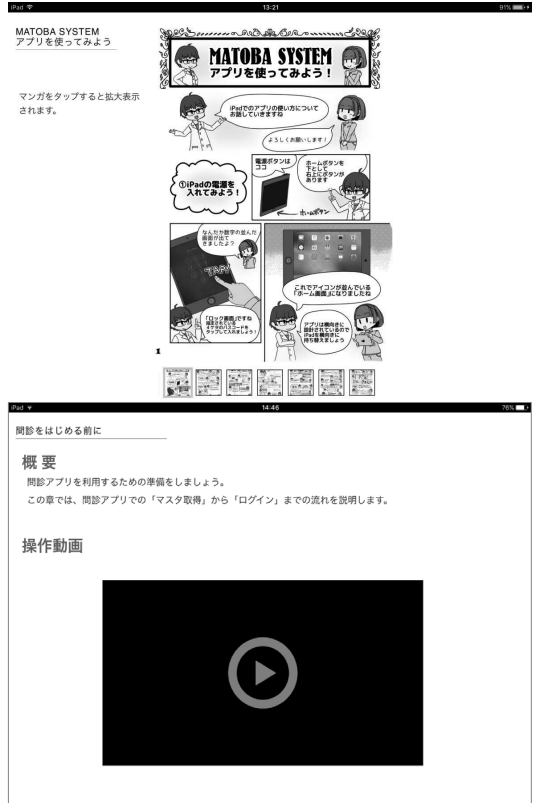 iPad 13:21 91%
MATOBA SYSTEM
アプリを使ってみよう
マンガをタップすると拡大表示
されます。
MATOBA SYSTEM
アプリを使ってみよう！
iPadでのアプリの使い方について
お話していきますね
よろしくお願いします！
①iPadの電源を
入れてみよう！
電源ボタンは
ココ
ホームボタンを
下として
右上にボタンが
あります
ホームボタン
なんだか数字の並んだ
画面が出て
きましたよ？
TAP!
「ロック画面」ですね
指定されている
4ケタのパスコードを
タップして入れましょう！
これでアイコンが並んでいる
「ホーム画面」になりましたね
アプリは横向きに
設計されているので
iPadを横向きに
持ち替えましょう
1
iPad 14:46 76%
問診をはじめる前に
概 要
問診アプリを利用するための準備をしましょう。
この章では、問診アプリでの「マスタ取得」から「ログイン」までの流れを説明します。
操作動画